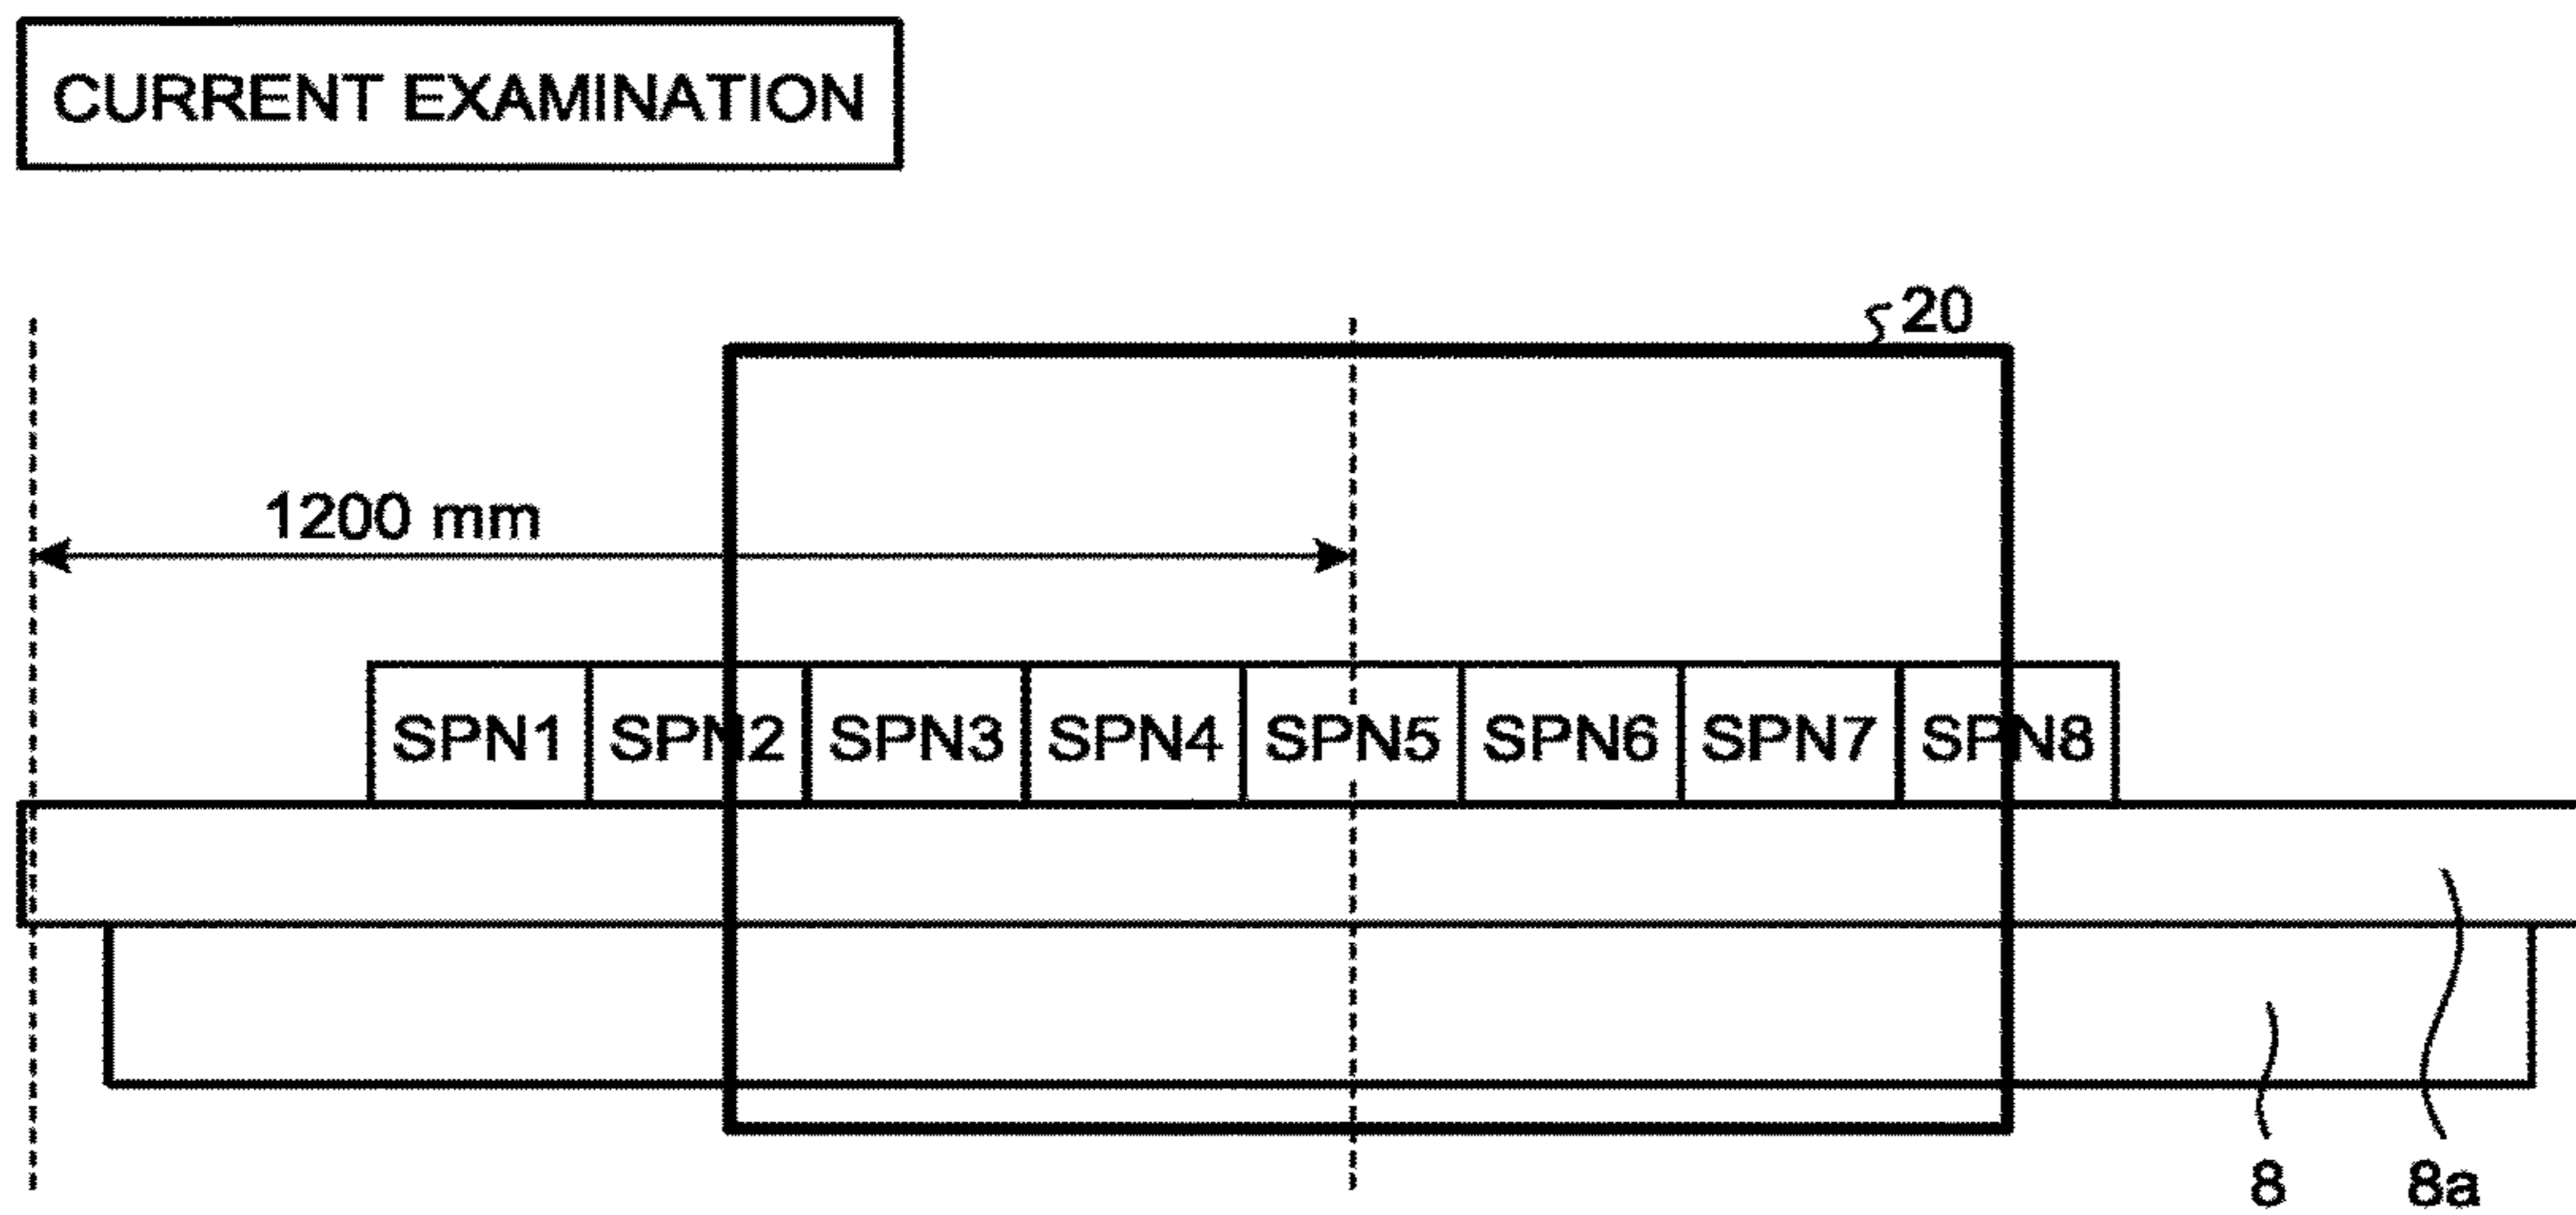 CURRENT EXAMINATION
20
1200 mm
SPN1 SPN2 SPN3 SPN4 SPN5 SPN6 SPN7 SPN8
8 8a